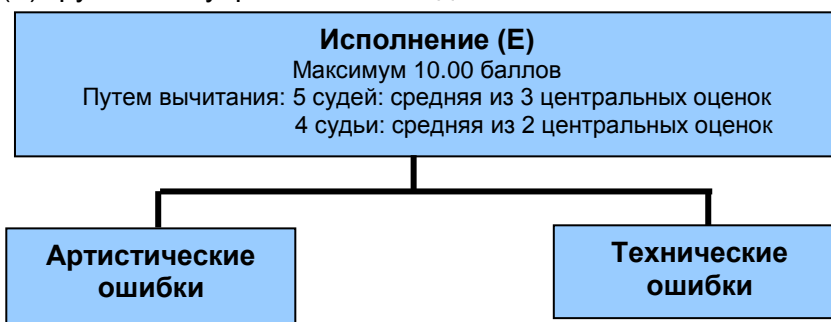 Исполнение (Е)
Максимум 10.00 баллов
Путем вычитания: 5 судей: средняя из 3 центральных оценок
4 судьи: средняя из 2 центральных оценок
Артистические
ошибки
Технические
ошибки